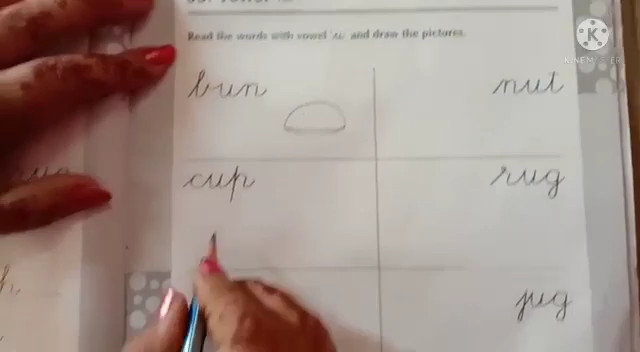 Read the words with vowel 'u' and draw the pictures.
bun nut
cup rug
jug
KINEMASTER